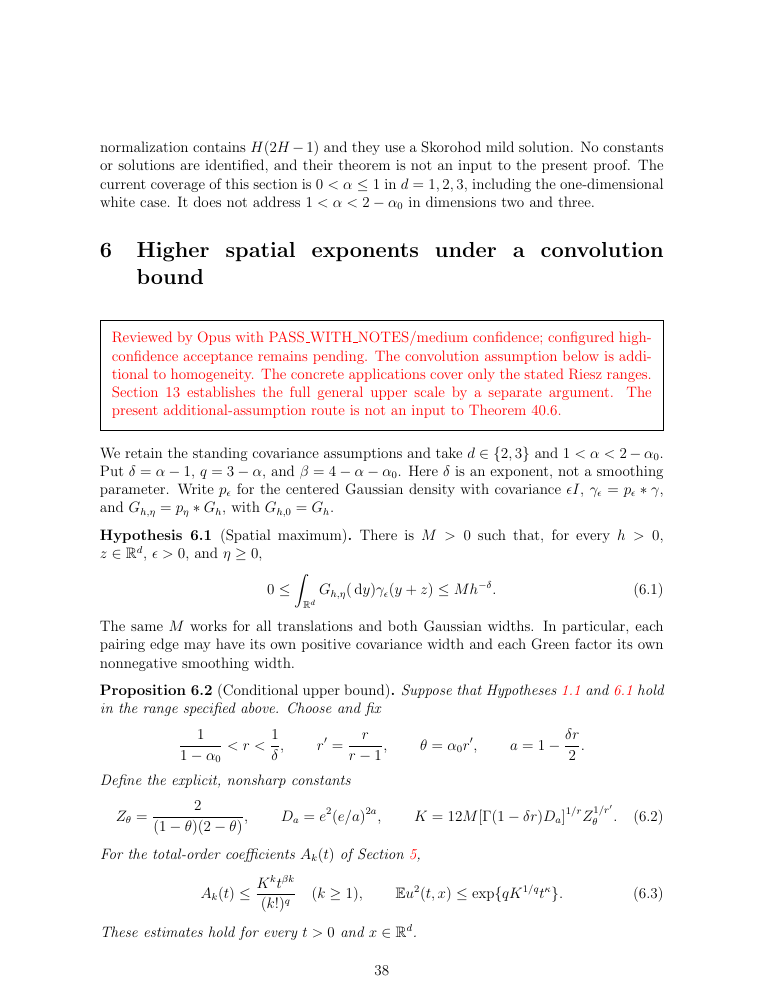 normalization contains H(2H − 1) and they use a Skorohod mild solution. No constants
or solutions are identified, and their theorem is not an input to the present proof. The
current coverage of this section is 0 < α ≤ 1 in d = 1, 2, 3, including the one-dimensional
white case. It does not address 1 < α < 2 − α₀ in dimensions two and three.
6 Higher spatial exponents under a convolution
bound
Reviewed by Opus with PASS_WITH_NOTES/medium confidence; configured high-
confidence acceptance remains pending. The convolution assumption below is addi-
tional to homogeneity. The concrete applications cover only the stated Riesz ranges.
Section 13 establishes the full general upper scale by a separate argument. The
present additional-assumption route is not an input to Theorem 40.6.
We retain the standing covariance assumptions and take d ∈ {2, 3} and 1 < α < 2 − α₀.
Put δ = α − 1, q = 3 − α, and β = 4 − α − α₀. Here δ is an exponent, not a smoothing
parameter. Write p_ϵ for the centered Gaussian density with covariance ϵI, γ_ϵ = p_ϵ ∗ γ,
and G_{h,η} = p_η ∗ G_h, with G_{h,0} = G_h.
Hypothesis 6.1 (Spatial maximum). There is M > 0 such that, for every h > 0,
z ∈ ℝ^d, ϵ > 0, and η ≥ 0,
0 ≤ ∫_{ℝ^d} G_{h,η}( dy)γ_ϵ(y + z) ≤ Mh^{−δ}. (6.1)
The same M works for all translations and both Gaussian widths. In particular, each
pairing edge may have its own positive covariance width and each Green factor its own
nonnegative smoothing width.
Proposition 6.2 (Conditional upper bound). Suppose that Hypotheses 1.1 and 6.1 hold
in the range specified above. Choose and fix
1/(1 − α₀) < r < 1/δ, r′ = r/(r − 1), θ = α₀r′, a = 1 − δr/2.
Define the explicit, nonsharp constants
Z_θ = 2/((1 − θ)(2 − θ)), D_a = e²(e/a)^{2a}, K = 12M[Γ(1 − δr)D_a]^{1/r}Z_θ^{1/r′}. (6.2)
For the total-order coefficients A_k(t) of Section 5,
A_k(t) ≤ K^k t^{βk}/(k!)^q (k ≥ 1), 𝔼u²(t, x) ≤ exp{qK^{1/q}t^κ}. (6.3)
These estimates hold for every t > 0 and x ∈ ℝ^d.
38